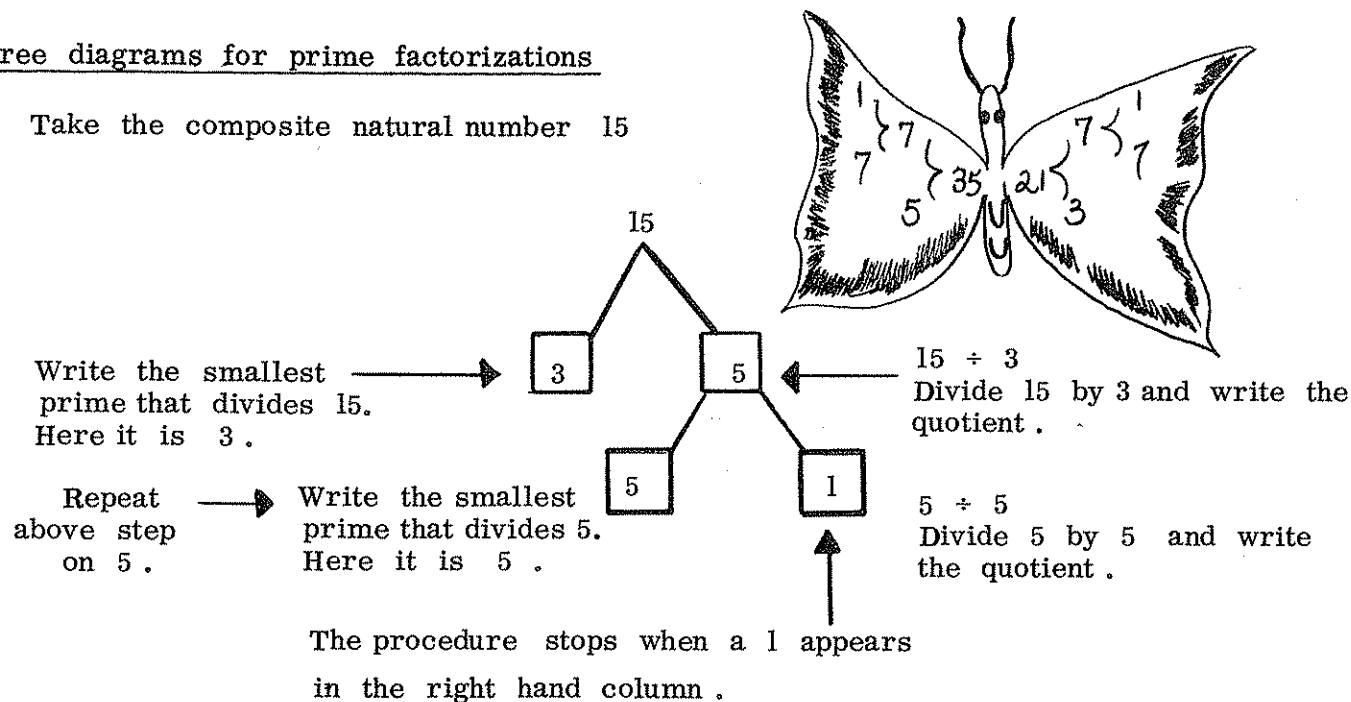 ree diagrams for prime factorizations
Take the composite natural number 15
1
7
7
35
5
1
7
7
21
3
15
3
5
Write the smallest
prime that divides 15.
Here it is 3 .
15 ÷ 3
Divide 15 by 3 and write the
quotient .
5
1
Repeat
above step
on 5 .
Write the smallest
prime that divides 5.
Here it is 5 .
5 ÷ 5
Divide 5 by 5 and write
the quotient .
The procedure stops when a 1 appears
in the right hand column .